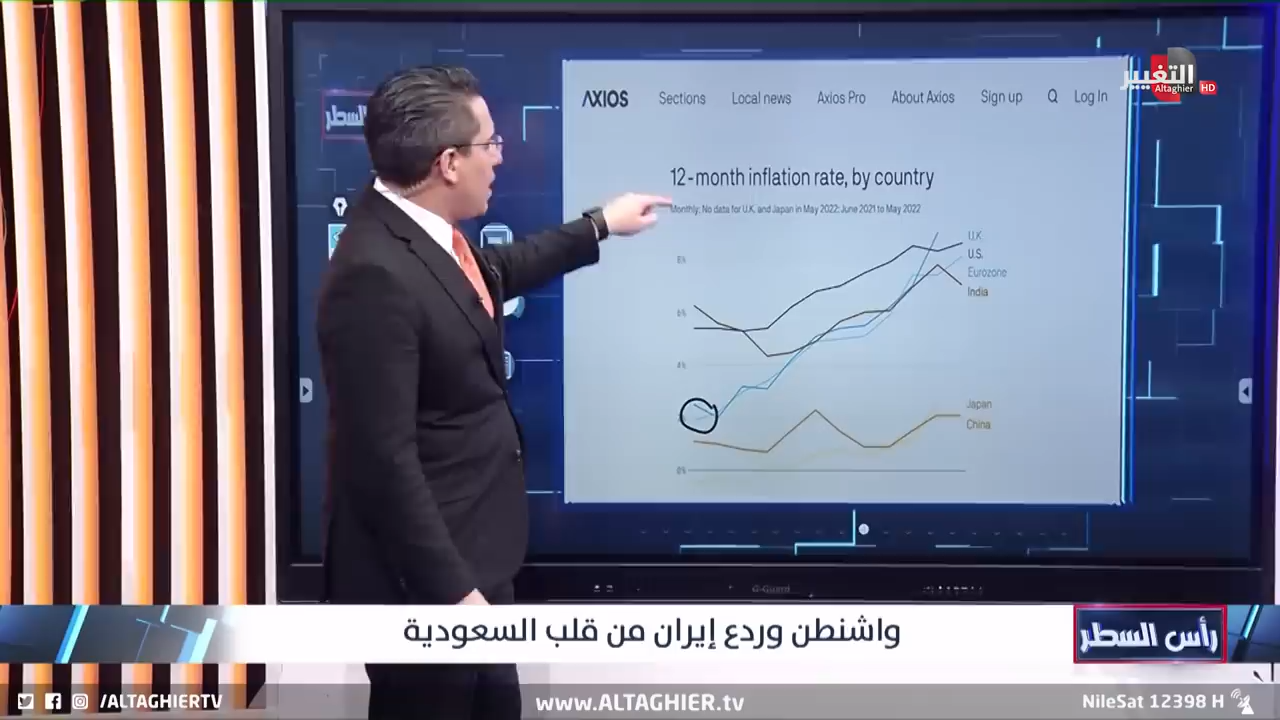 التغيير
Altaghier HD
السطر
AXIOS Sections Local news Axios Pro About Axios Sign up Log In
12-month inflation rate, by country
Monthly; No data for U.K. and Japan in May 2022; June 2021 to May 2022
U.K.
U.S.
Eurozone
India
8%
6%
4%
Japan
China
0%
G-Guard
واشنطن وردع إيران من قلب السعودية
رأس السطر
/ALTAGHIERTV
www.ALTAGHIER.tv
NileSat 12398 H